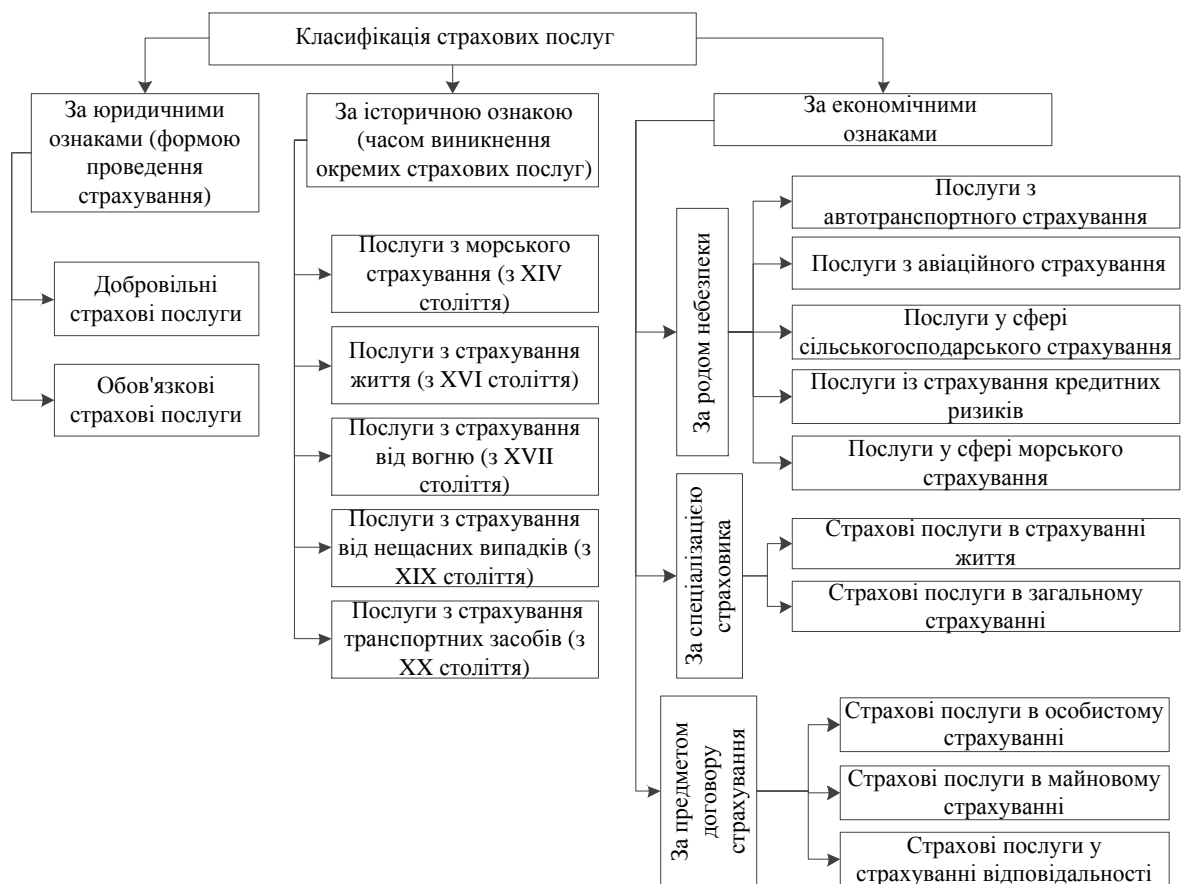 Класифікація страхових послуг
За юридичними
ознаками (формою
проведення
страхування)
Добровільні
страхові послуги
Обов'язкові
страхові послуги
За історичною ознакою
(часом виникнення
окремих страхових послуг)
Послуги з морського
страхування (з XIV
століття)
Послуги з страхування
життя (з XVI століття)
Послуги з страхування
від вогню (з XVII
століття)
Послуги з страхування
від нещасних випадків (з
XIX століття)
Послуги з страхування
транспортних засобів (з
XX століття)
За економічними
ознаками
За родом небезпеки
Послуги з
автотранспортного страхування
Послуги з авіаційного страхування
Послуги у сфері
сільськогосподарського страхування
Послуги із страхування кредитних
ризиків
Послуги у сфері морського
страхування
За спеціалізацією
страховика
Страхові послуги в страхуванні
життя
Страхові послуги в загальному
страхуванні
За предметом
договору
страхування
Страхові послуги в особистому
страхуванні
Страхові послуги в майновому
страхуванні
Страхові послуги у
страхуванні відповідальності